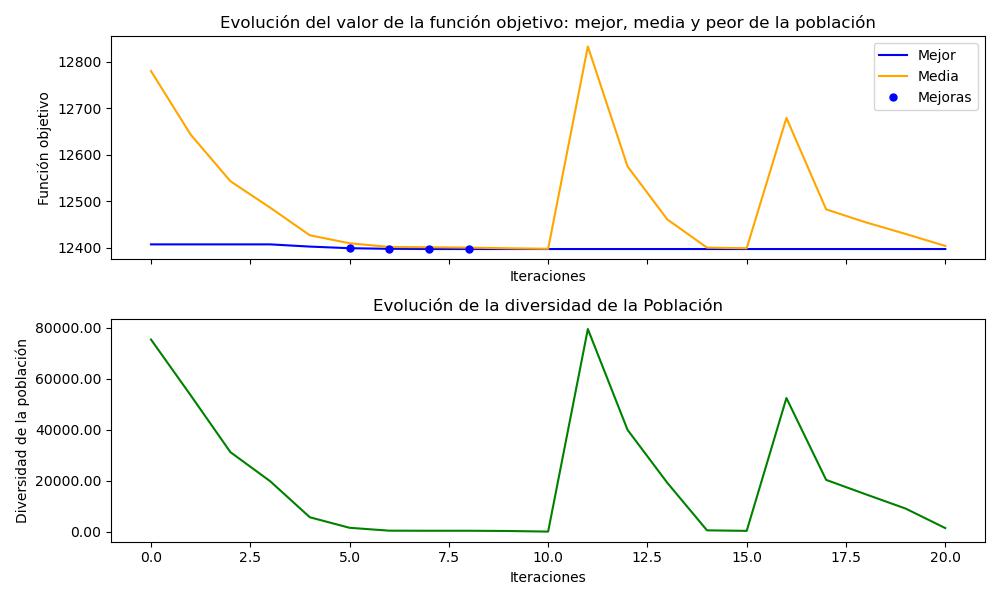 Evolución del valor de la función objetivo: mejor, media y peor de la población
Función objetivo
12800
12700
12600
12500
12400
Mejor
Media
Mejoras
Iteraciones
Evolución de la diversidad de la Población
Diversidad de la población
80000.00
60000.00
40000.00
20000.00
0.00
0.0 2.5 5.0 7.5 10.0 12.5 15.0 17.5 20.0
Iteraciones